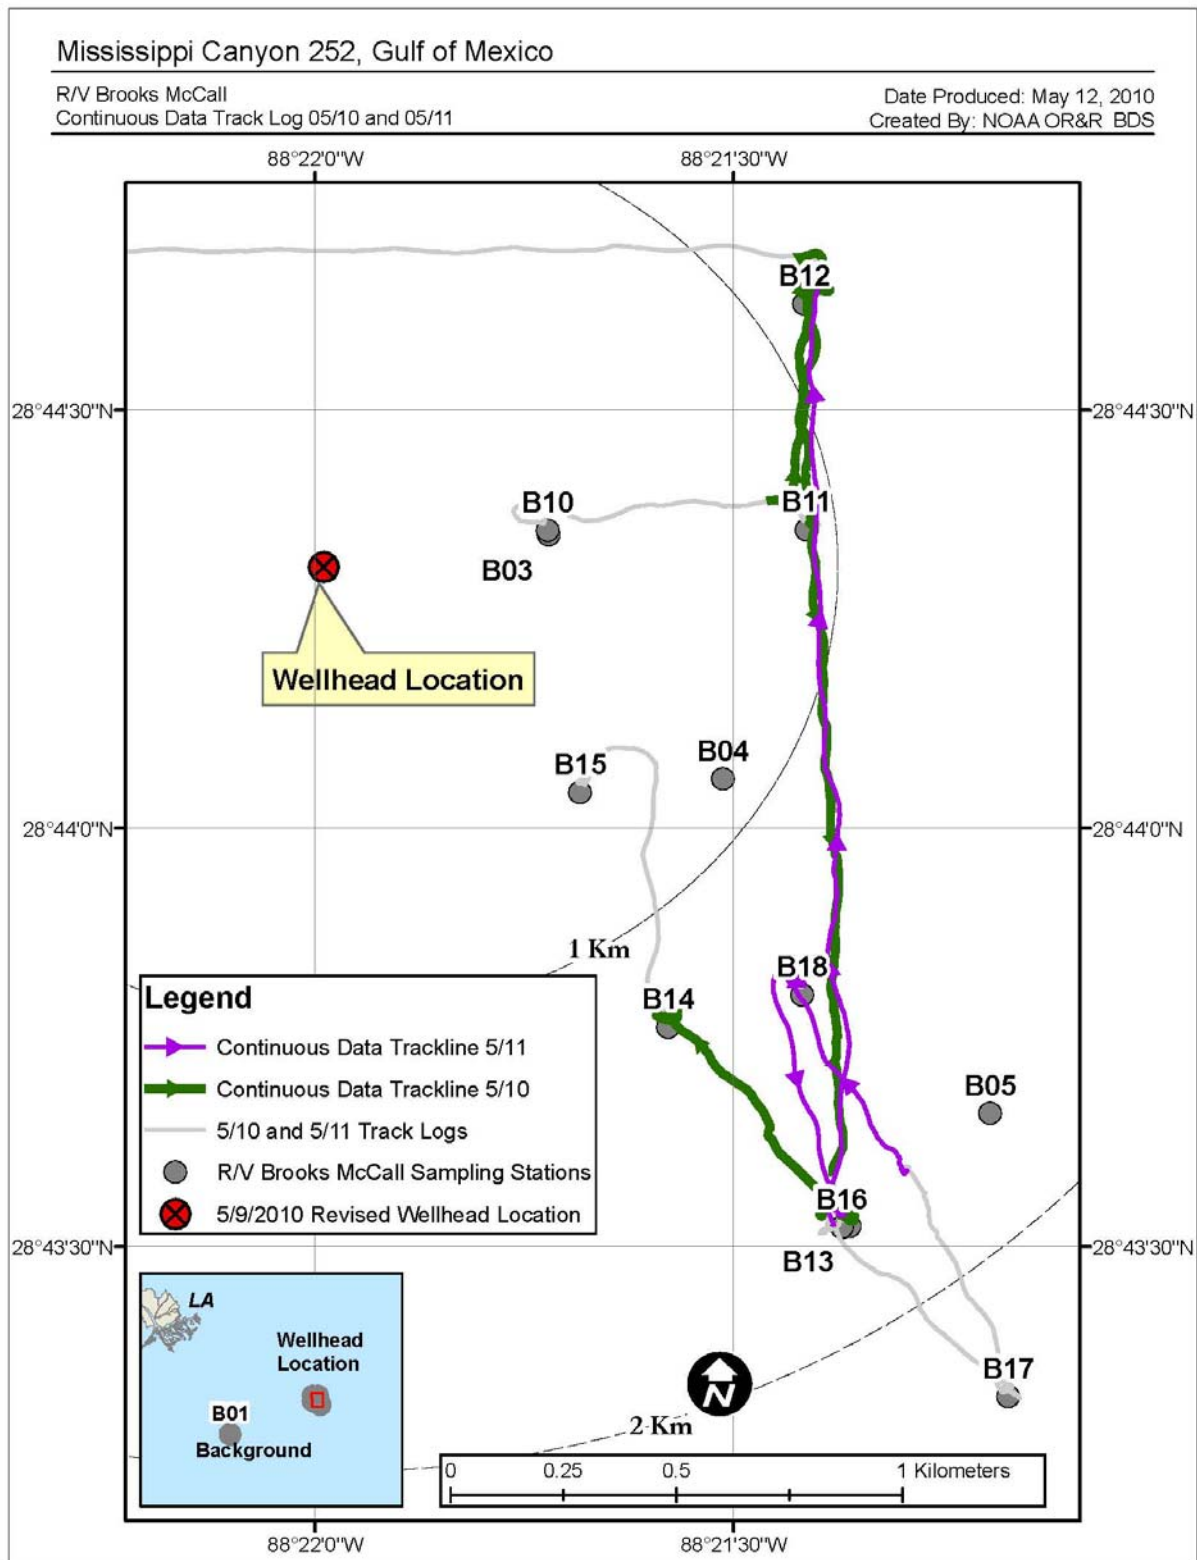 Mississippi Canyon 252, Gulf of Mexico
R/V Brooks McCall
Continuous Data Track Log 05/10 and 05/11
Date Produced: May 12, 2010
Created By: NOAA OR&R BDS
88°22'0"W
88°21'30"W
B12
28°44'30"N
28°44'30"N
B10
B11
B03
Wellhead Location
B04
B15
28°44'0"N
28°44'0"N
1 Km
B18
B14
Legend
Continuous Data Trackline 5/11
Continuous Data Trackline 5/10
5/10 and 5/11 Track Logs
R/V Brooks McCall Sampling Stations
5/9/2010 Revised Wellhead Location
B05
B16
28°43'30"N
28°43'30"N
B13
LA
Wellhead
Location
B01
Background
N
B17
2 Km
0
0.25
0.5
1 Kilometers
88°22'0"W
88°21'30"W